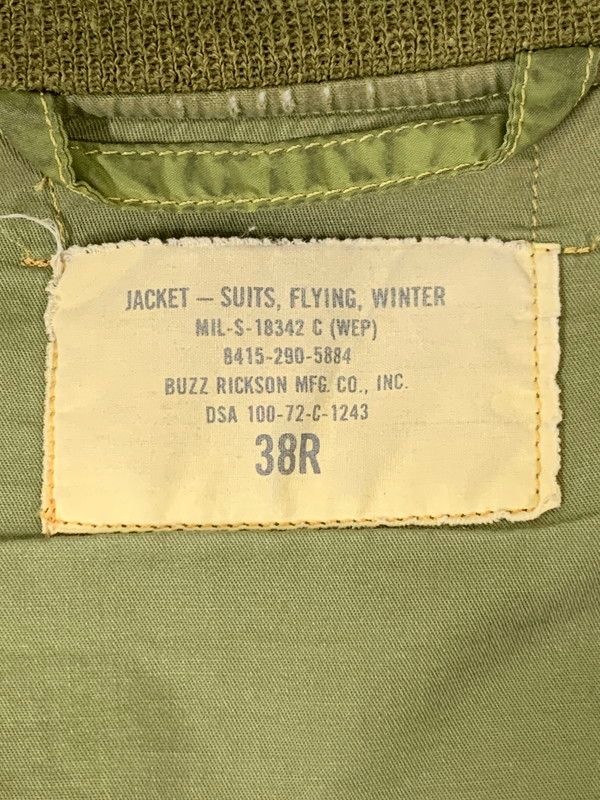 JACKET — SUITS, FLYING, WINTER
MIL-S-18342 C (WEP)
8415-290-5884
BUZZ RICKSON MFG. CO., INC.
DSA 100-72-C-1243
38R